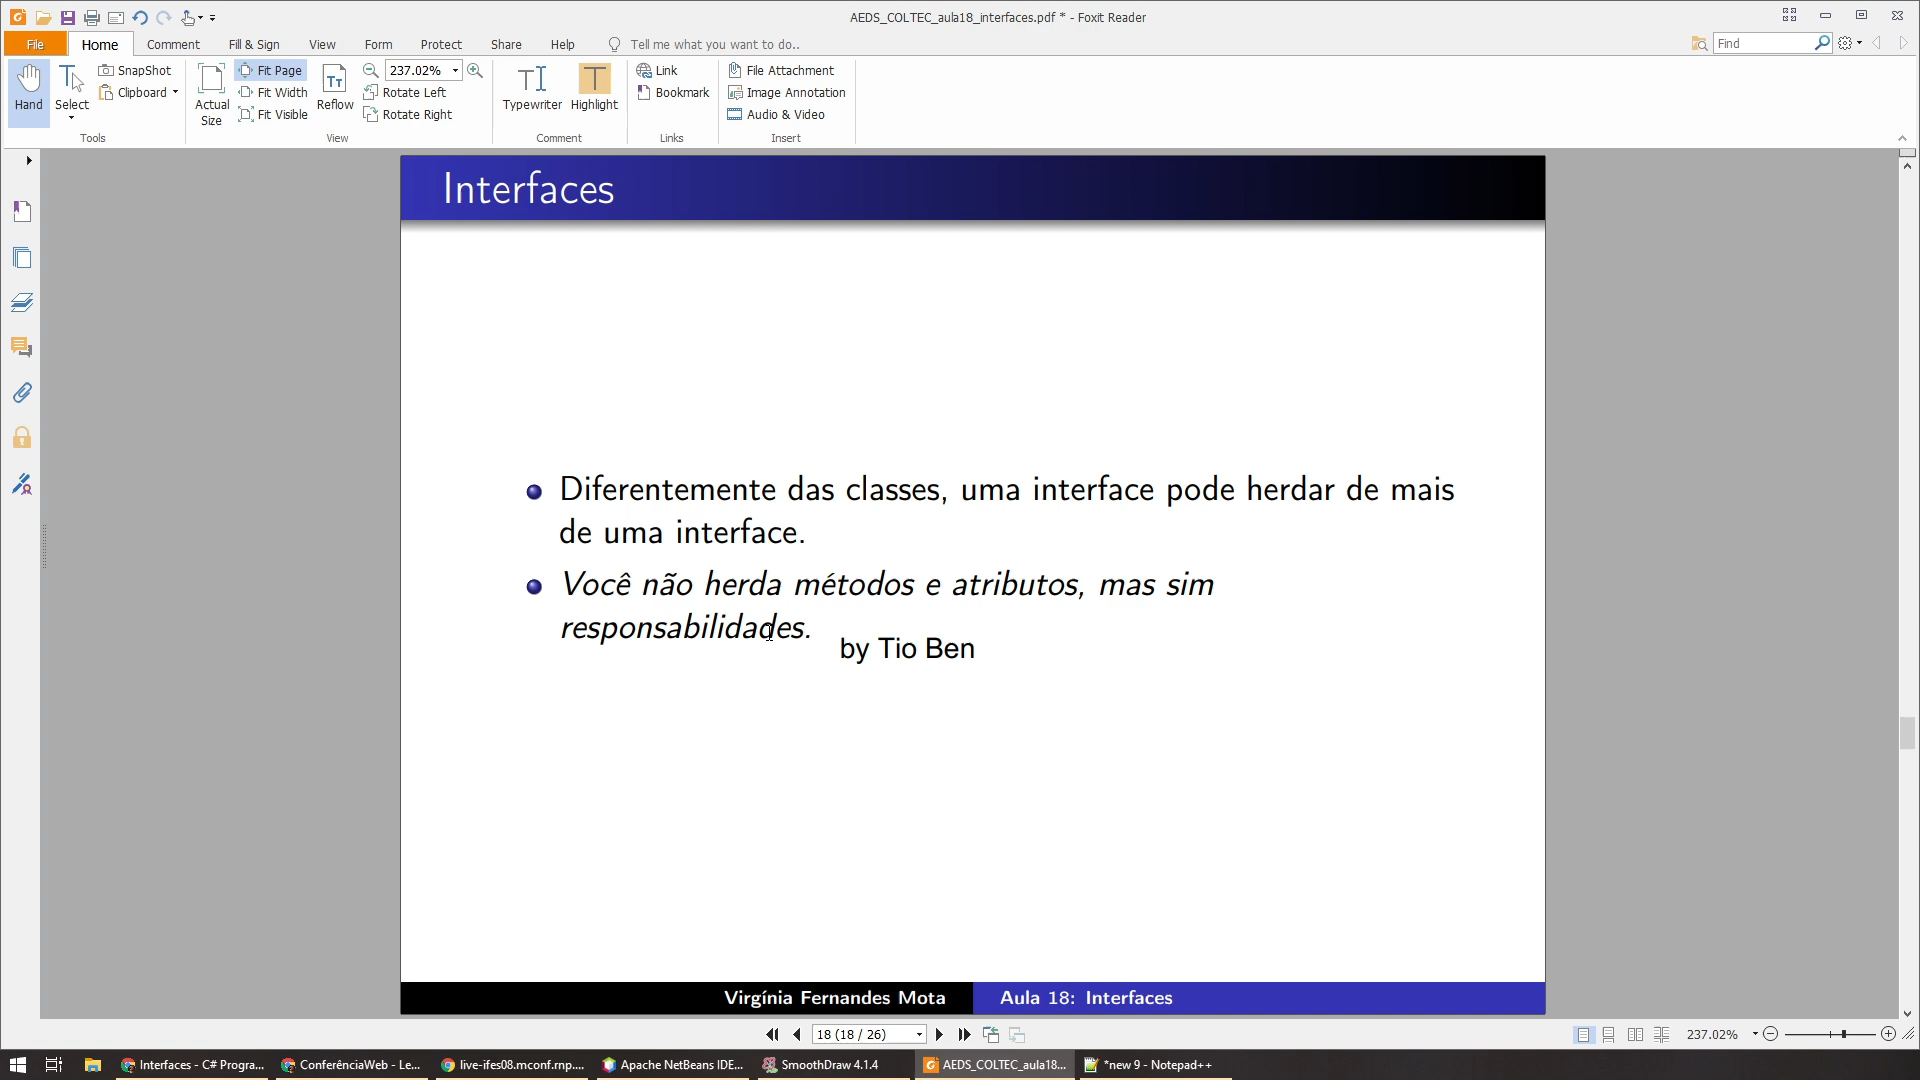 AEDS_COLTEC_aula18_interfaces.pdf * - Foxit Reader
File Home Comment Fill & Sign View Form Protect Share Help Tell me what you want to do.. Find
Hand
Select
SnapShot
Clipboard
Tools
Actual
Size
Fit Page
Fit Width
Fit Visible
Reflow
237.02%
Rotate Left
Rotate Right
View
Typewriter
Highlight
Comment
Link
Bookmark
Links
File Attachment
Image Annotation
Audio & Video
Insert
Interfaces
Diferentemente das classes, uma interface pode herdar de mais
de uma interface.
Você não herda métodos e atributos, mas sim
responsabilidades.
by Tio Ben
Virgínia Fernandes Mota Aula 18: Interfaces
18 (18 / 26) 237.02%
Interfaces - C# Progra... ConferênciaWeb - Le... live-ifes08.mconf.rnp.... Apache NetBeans IDE... SmoothDraw 4.1.4 AEDS_COLTEC_aula18... *new 9 - Notepad++